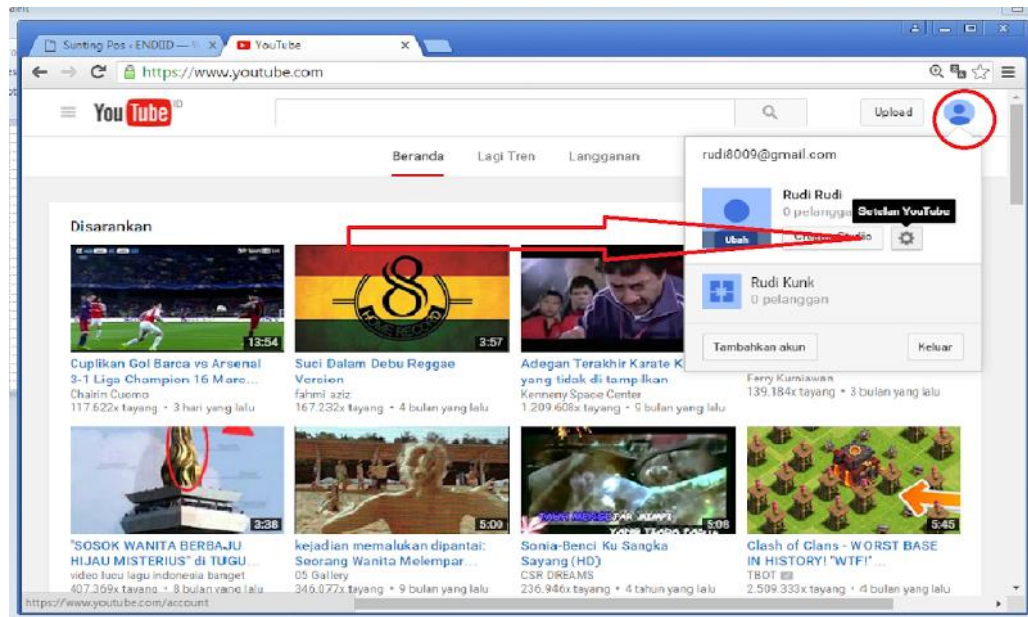 Sunting Pos ‹ ENDIID —
YouTube
https://www.youtube.com
You Tube ID
Upload
Beranda Lagi Tren Langganan
rudi8009@gmail.com
Rudi Rudi
0 pelangga
Setelan YouTube
Ubah
Creator Studio
Rudi Kunk
0 pelanggan
Tambahkan akun
Keluar
Disarankan
13:54
Cuplikan Gol Barca vs Arsenal
3-1 Liga Champion 16 Mare...
Chairin Cuomo
117.622x tayang • 3 hari yang lalu
8
HOME RECORD
3:57
Suci Dalam Debu Reggae
Version
fahmi aziz
167.232x tayang • 4 bulan yang lalu
Adegan Terakhir Karate K
yang tidak di tampilkan
Kenneny Space Center
1.209.608x tayang • 9 bulan yang lalu
Ferry Kurniawan
139.184x tayang • 3 bulan yang lalu
3:38
"SOSOK WANITA BERBAJU
HIJAU MISTERIUS" di TUGU...
video lucu lagu indonesia banget
407.369x tayang • 8 bulan yang lalu
5:00
kejadian memalukan dipantai:
Seorang Wanita Melempar...
05 Gallery
346.077x tayang • 9 bulan yang lalu
5:08
Sonia-Benci Ku Sangka
Sayang (HD)
CSR DREAMS
236.946x tayang • 4 tahun yang lalu
5:45
Clash of Clans - WORST BASE
IN HISTORY! "WTF!"...
TBOT
2.509.333x tayang • 4 bulan yang lalu
https://www.youtube.com/account